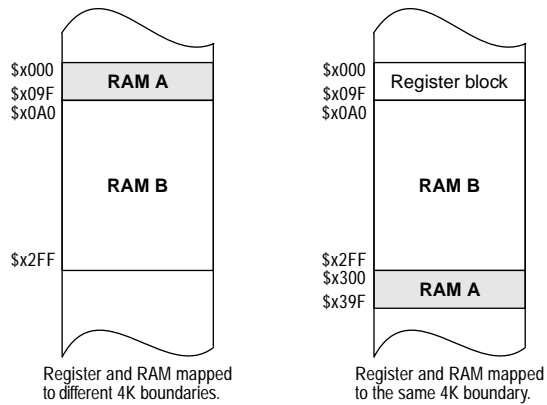 $x000
RAM A
$x09F
$x0A0
RAM B
$x2FF
Register and RAM mapped
to different 4K boundaries.
$x000
Register block
$x09F
$x0A0
RAM B
$x2FF
$x300
RAM A
$x39F
Register and RAM mapped
to the same 4K boundary.